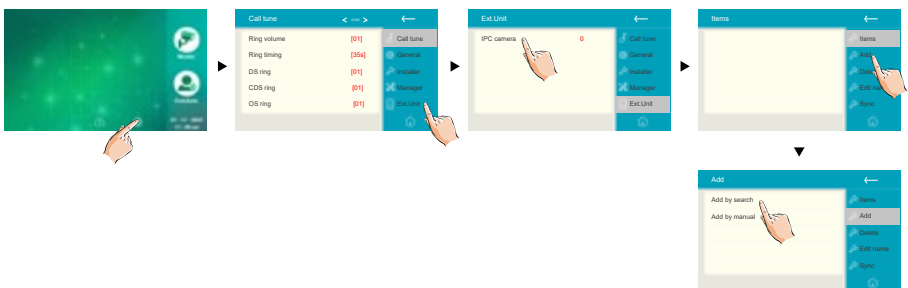 Call tune < --- >
Ring volume [01]
Ring timing [35s]
DS ring [01]
CDS ring [01]
OS ring [01]
Call tune
General
Installer
Manager
Ext.Unit
Ext.Unit
IPC camera 0
Call tune
General
Installer
Manager
Ext.Unit
Items
Items
Add
Edit
Sync
Add
Add by search
Add by manual
Items
Add
Delete
Edit name
Sync